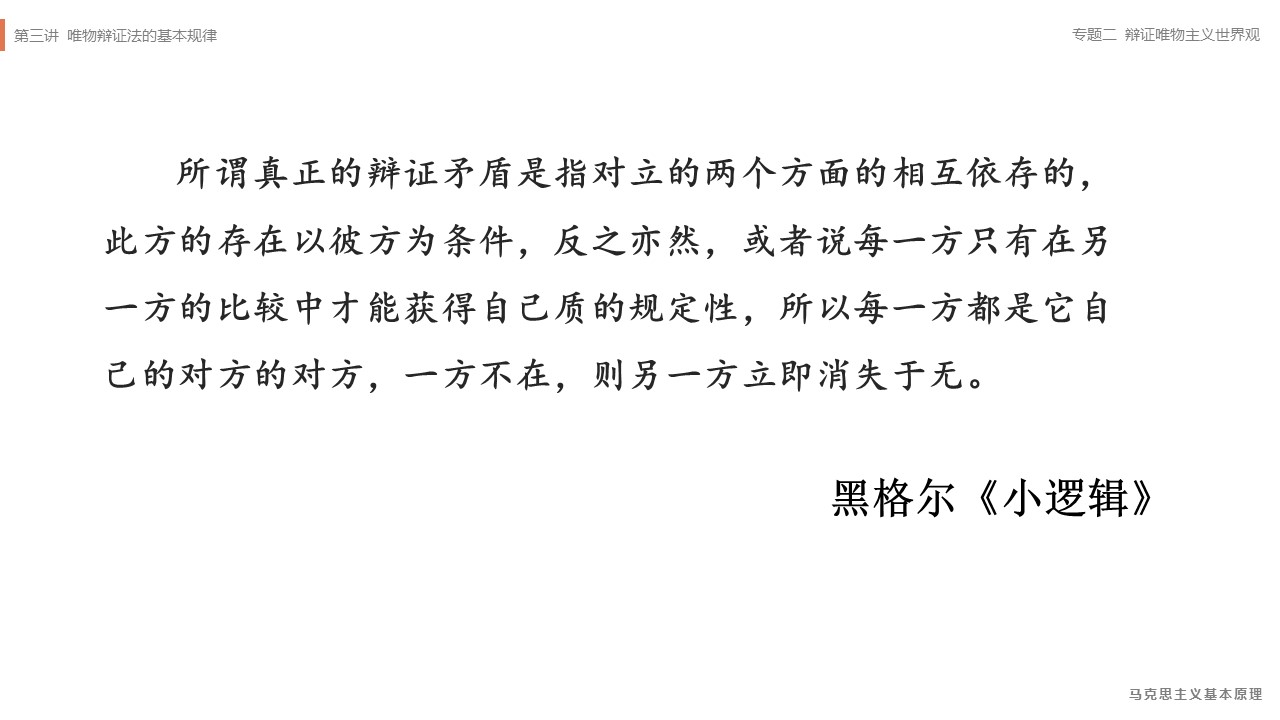 第三讲 唯物辩证法的基本规律
专题二 辩证唯物主义世界观
所谓真正的辩证矛盾是指对立的两个方面的相互依存的，
此方的存在以彼方为条件，反之亦然，或者说每一方只有在另
一方的比较中才能获得自己质的规定性，所以每一方都是它自
己的对方的对方，一方不在，则另一方立即消失于无。
黑格尔《小逻辑》
马克思主义基本原理